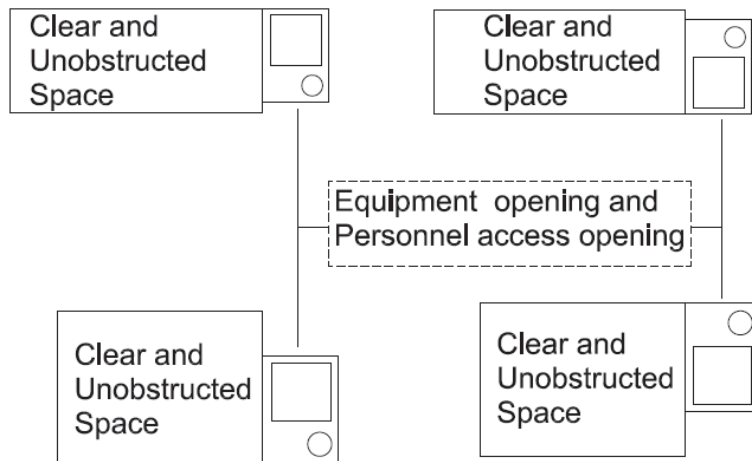 Clear and
Unobstructed
Space
Clear and
Unobstructed
Space
Equipment opening and
Personnel access opening
Clear and
Unobstructed
Space
Clear and
Unobstructed
Space